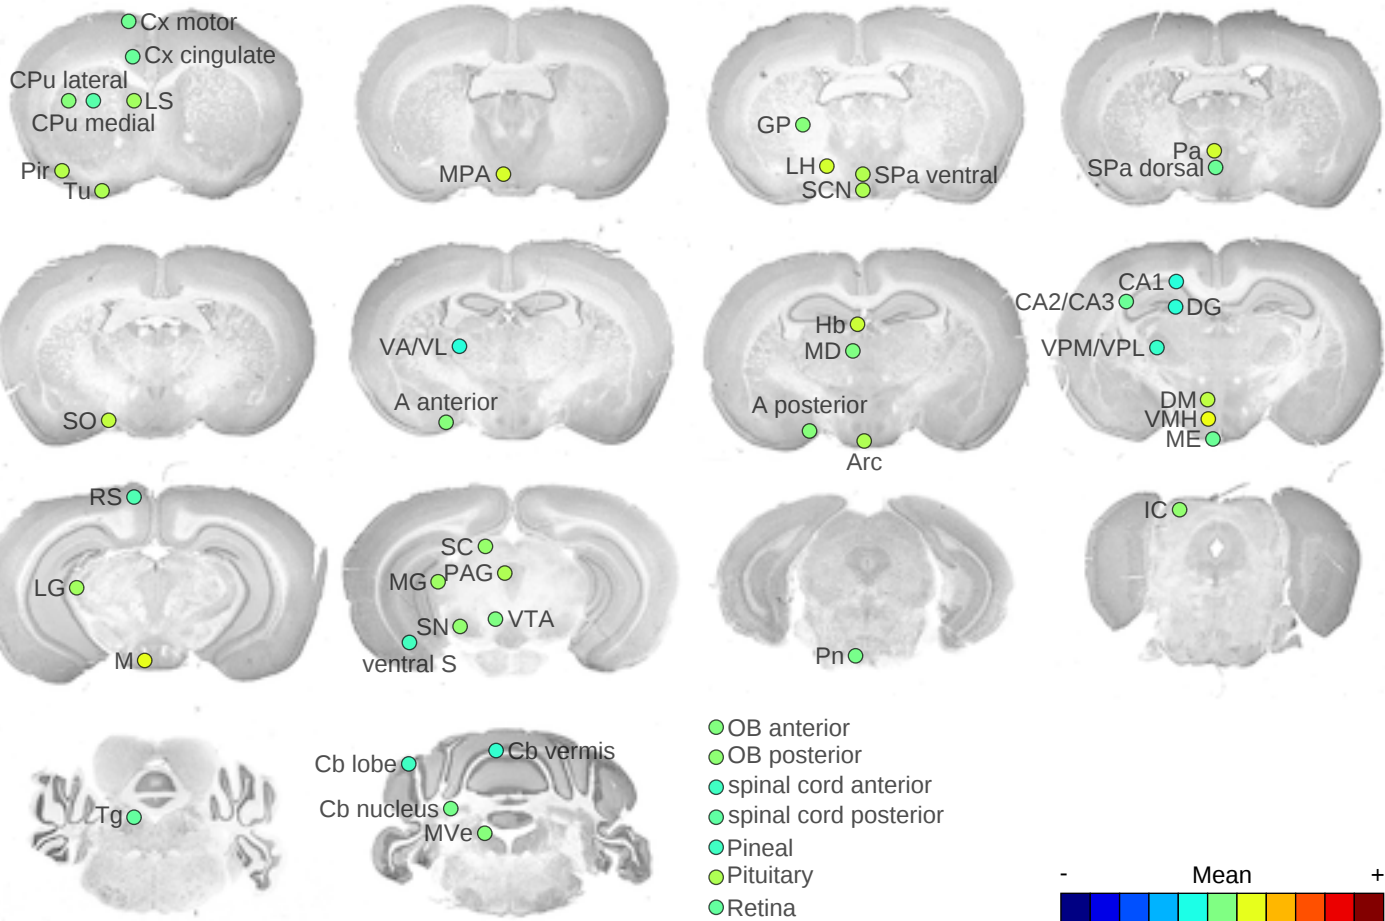 Cx motor
Cx cingulate
CPu lateral
LS
CPu medial
Pir
Tu
MPA
GP
LH
SPa ventral
SCN
Pa
SPa dorsal
SO
VA/VL
A anterior
Hb
MD
A posterior
Arc
CA1
CA2/CA3
DG
VPM/VPL
DM
VMH
ME
RS
LG
M
SC
PAG
MG
VTA
SN
ventral S
Pn
IC
Tg
Cb vermis
Cb lobe
Cb nucleus
MVe
OB anterior
OB posterior
spinal cord anterior
spinal cord posterior
Pineal
Pituitary
Retina
- Mean +